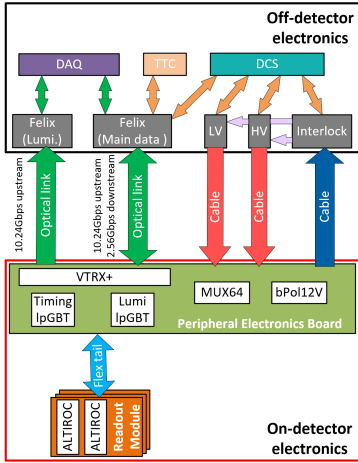 Off-detector
electronics
DAQ
TTC
DCS
Felix
(Lumi.)
Felix
(Main data )
LV
HV
Interlock
10.24Gbps upstream
Optical link
10.24Gbps upstream
2.56Gbps downstream
Optical link
Cable
Cable
Cable
VTRX+
Timing
lpGBT
Lumi
lpGBT
MUX64
bPol12V
Peripheral Electronics Board
Flex tail
ALTIROC
ALTIROC
Readout
Module
On-detector
electronics